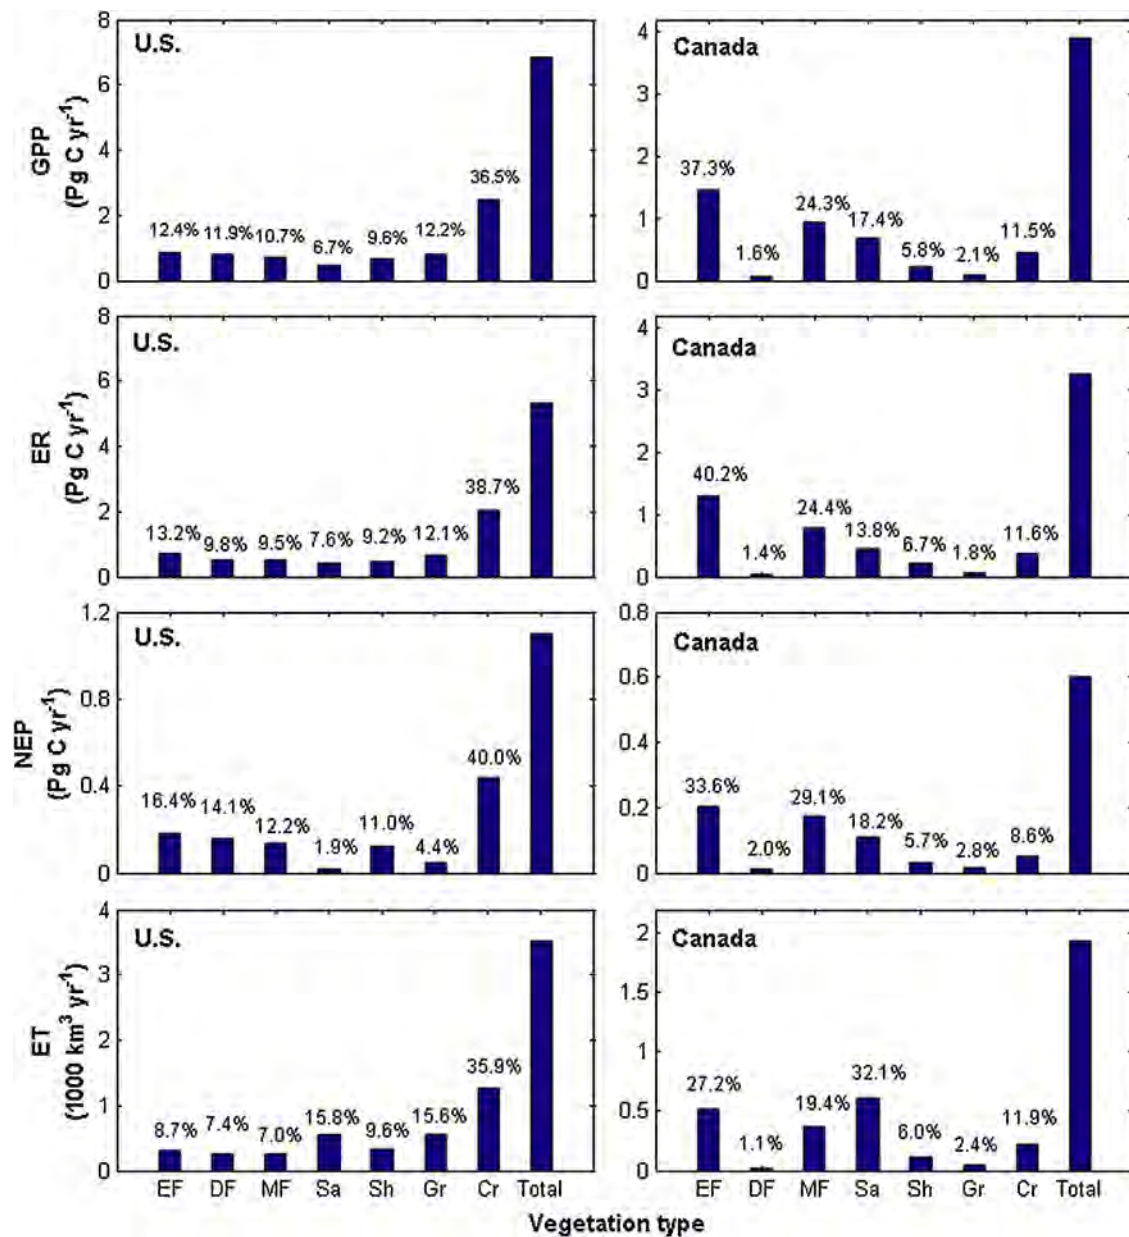 U.S.
Canada
GPP
(Pg C yr-1)
8
6
4
2
0
12.4% 11.9% 10.7% 6.7% 9.6% 12.2% 36.5%
4
3
2
1
0
37.3% 1.6% 24.3% 17.4% 5.8% 2.1% 11.5%
U.S.
Canada
ER
(Pg C yr-1)
8
6
4
2
0
13.2% 9.8% 9.5% 7.6% 9.2% 12.1% 38.7%
4
3
2
1
0
40.2% 1.4% 24.4% 13.8% 6.7% 1.8% 11.6%
U.S.
Canada
NEP
(Pg C yr-1)
1.2
0.8
0.4
0
16.4% 14.1% 12.2% 1.9% 11.0% 4.4% 40.0%
0.8
0.6
0.4
0.2
0
33.6% 2.0% 29.1% 18.2% 5.7% 2.8% 8.6%
U.S.
Canada
ET
(1000 km3 yr-1)
4
3
2
1
0
8.7% 7.4% 7.0% 15.8% 9.6% 15.6% 35.9%
2
1.5
1
0.5
0
27.2% 1.1% 19.4% 32.1% 6.0% 2.4% 11.9%
EF DF MF Sa Sh Gr Cr Total
EF DF MF Sa Sh Gr Cr Total
Vegetation type